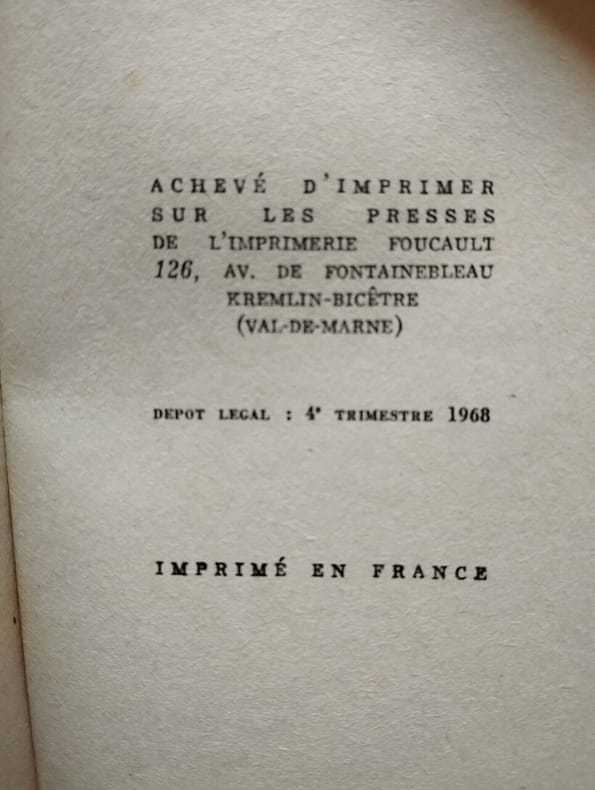 ACHEVÉ D'IMPRIMER
SUR LES PRESSES
DE L'IMPRIMERIE FOUCAULT
126, AV. DE FONTAINEBLEAU
KREMLIN-BICÊTRE
(VAL-DE-MARNE)
DEPOT LEGAL : 4e TRIMESTRE 1968
IMPRIMÉ EN FRANCE